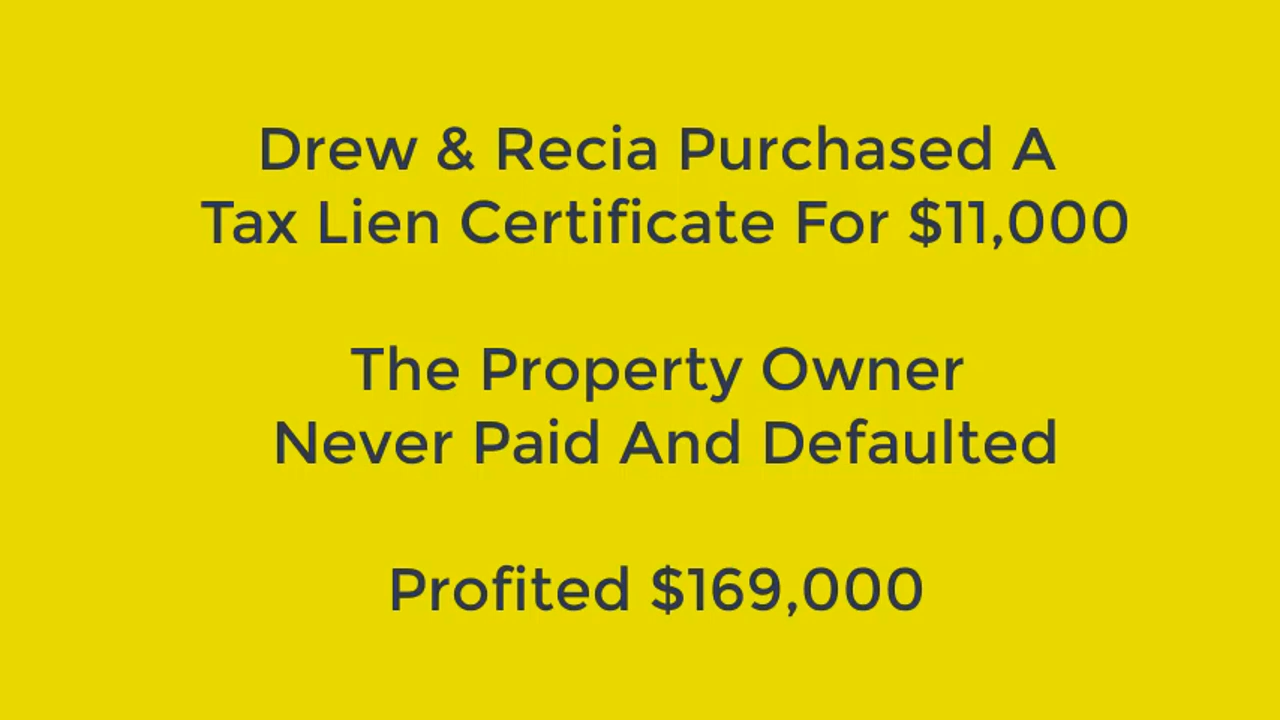 Drew & Recia Purchased A
Tax Lien Certificate For $11,000
The Property Owner
Never Paid And Defaulted
Profited $169,000